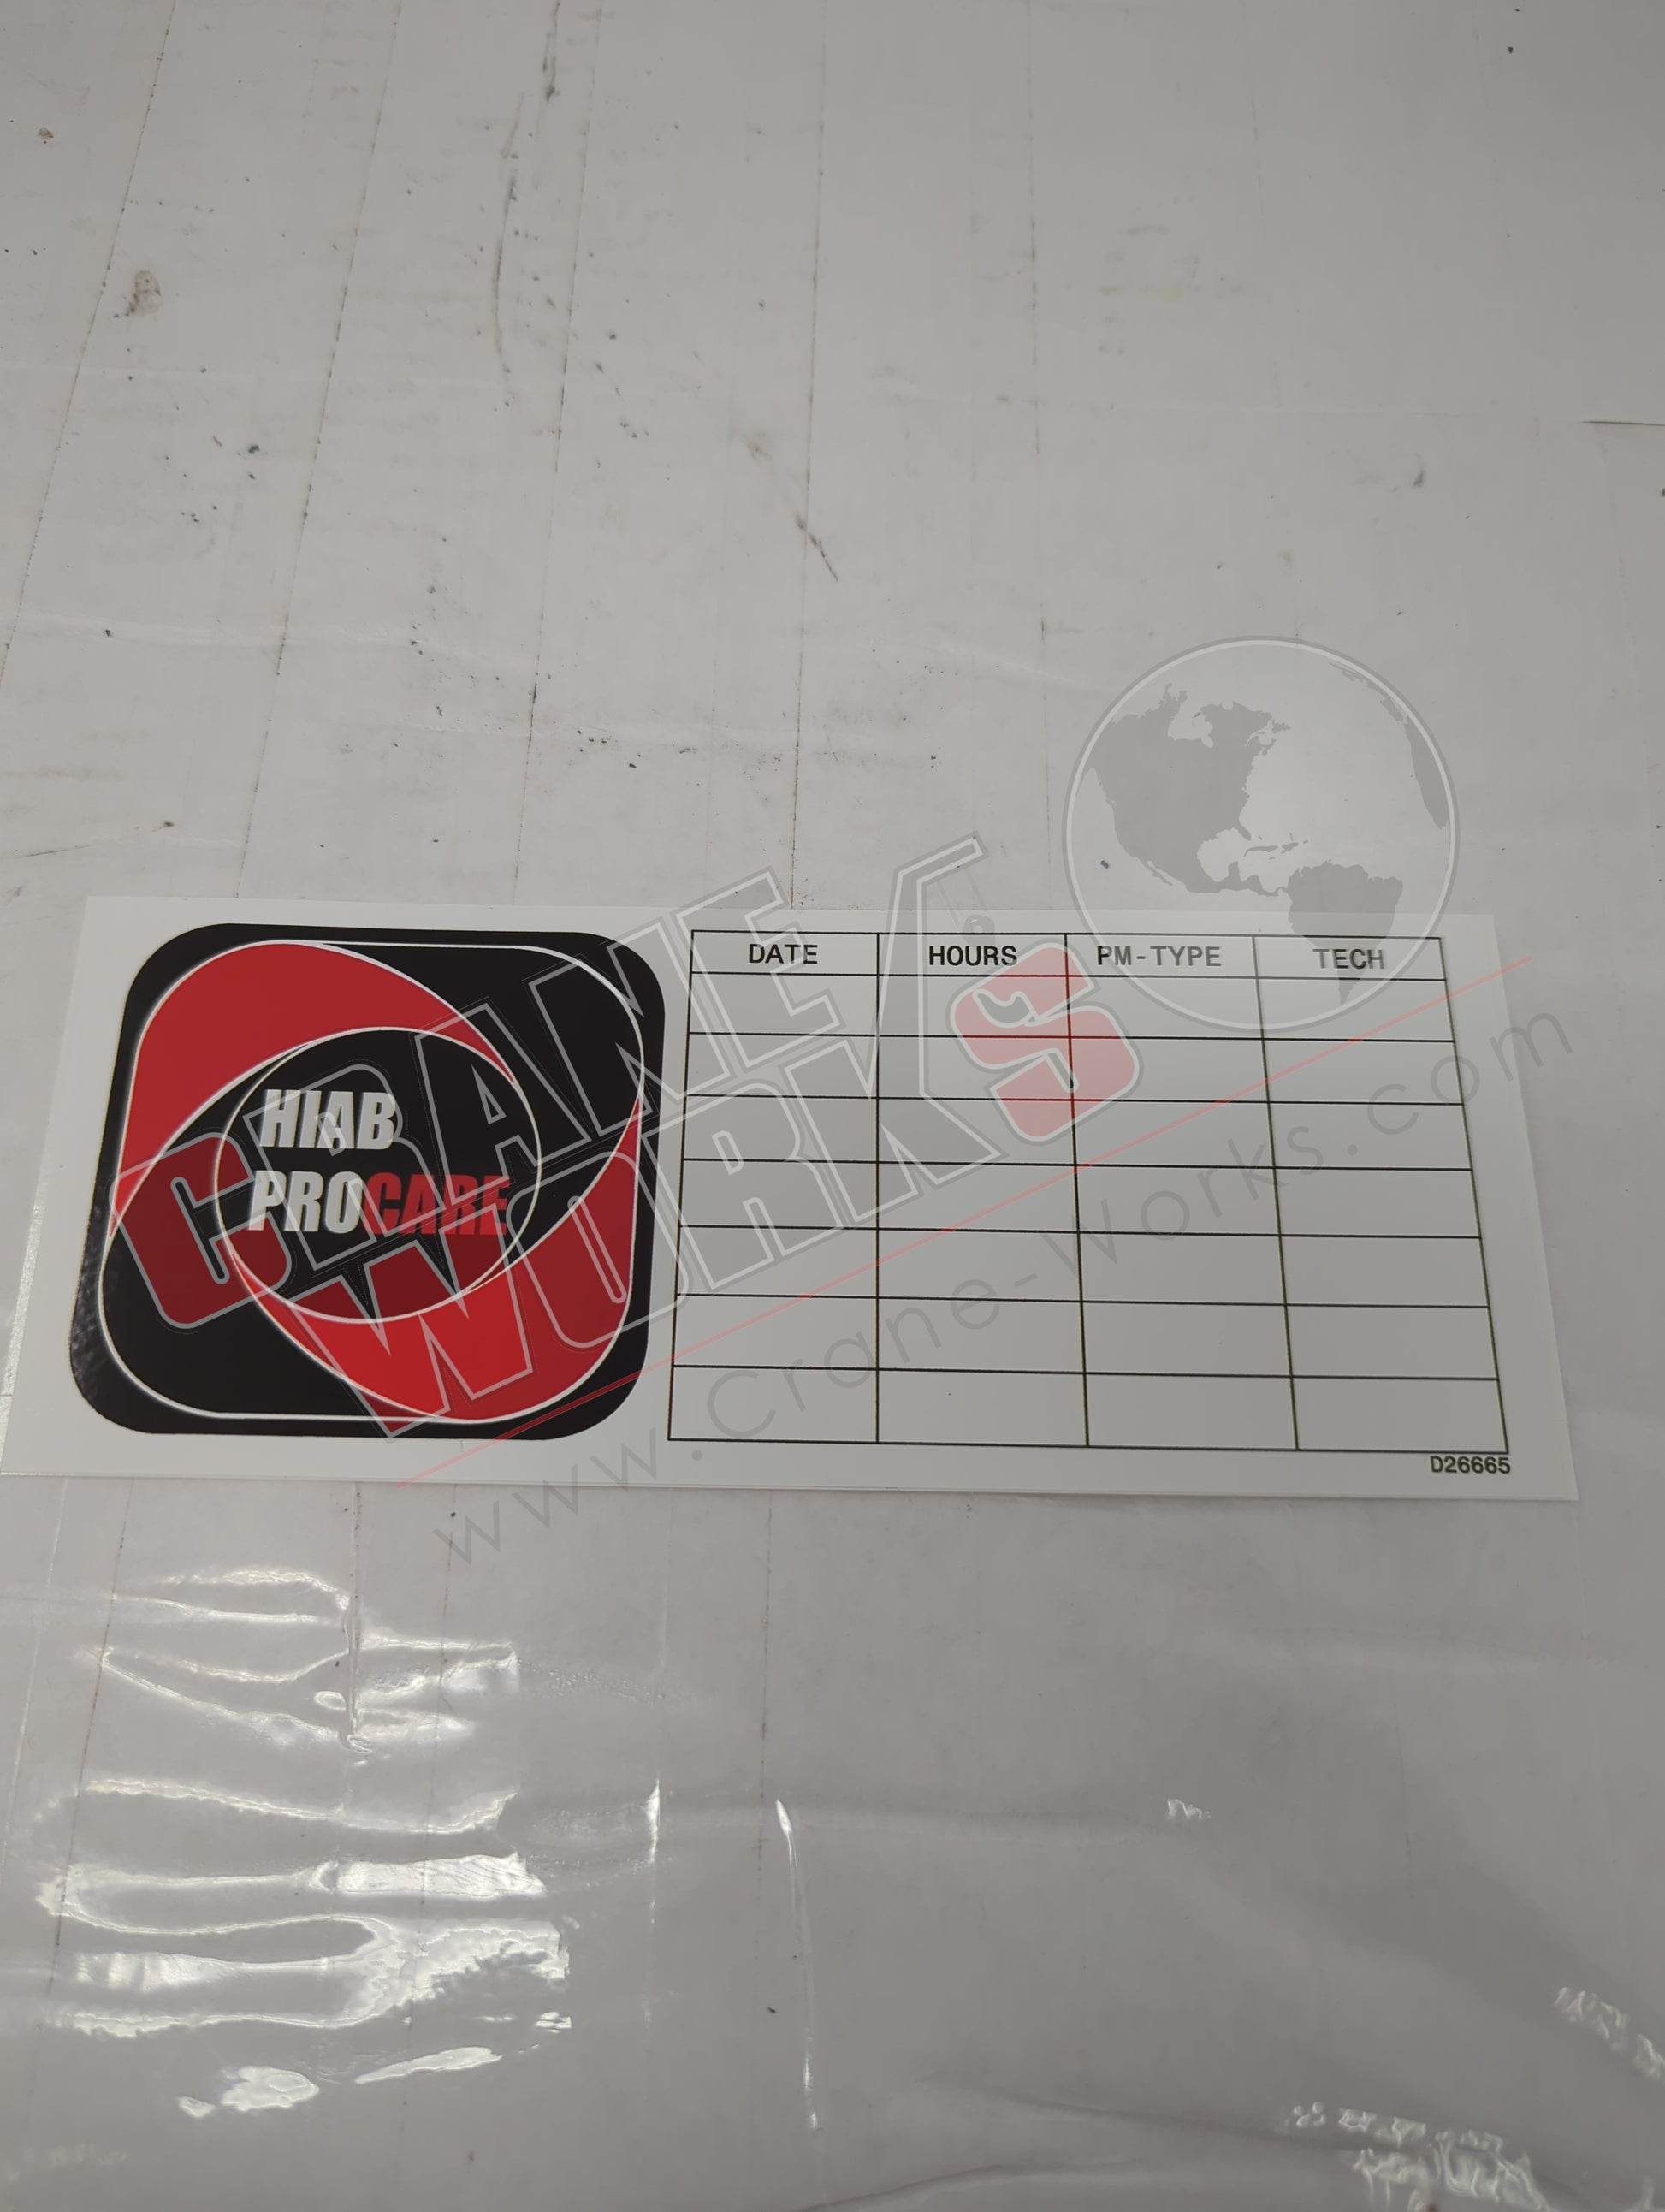 HIAB
PROCARE
DATE HOURS PM-TYPE TECH
D26665
CRANE
WORKS
www.Crane-Works.com